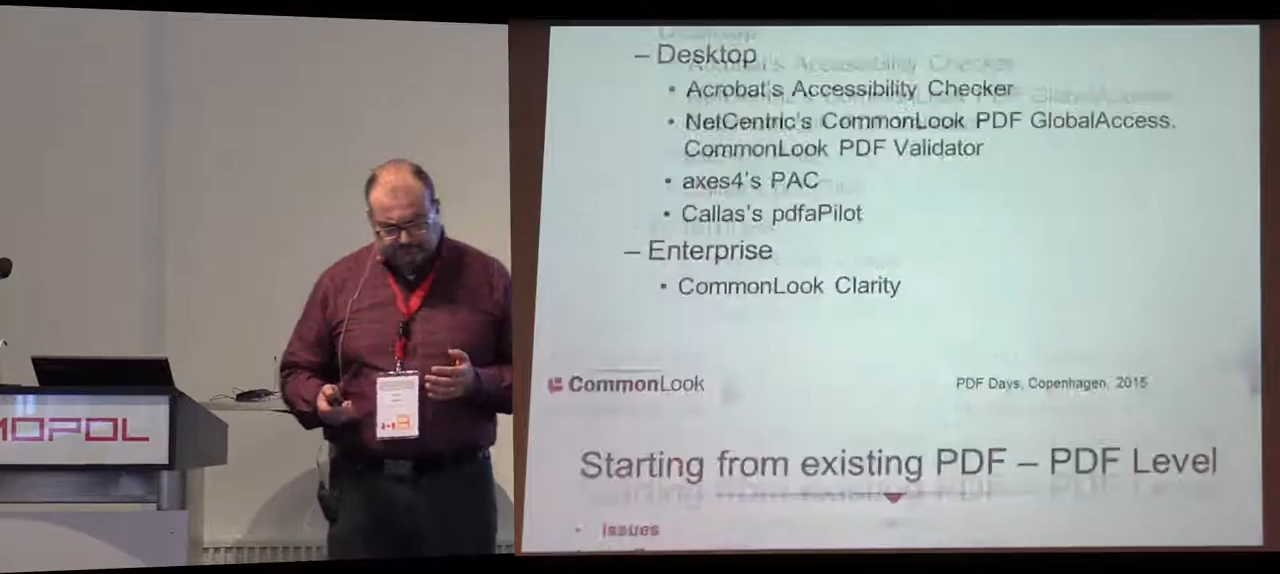 – Desktop
• Acrobat's Accessibility Checker
• NetCentric's CommonLook PDF GlobalAccess.
CommonLook PDF Validator
• axes4's PAC
• Callas's pdfaPilot
– Enterprise
• CommonLook Clarity
CommonLook
PDF Days, Copenhagen, 2015
MOPOL
Starting from existing PDF – PDF Level
• Issues